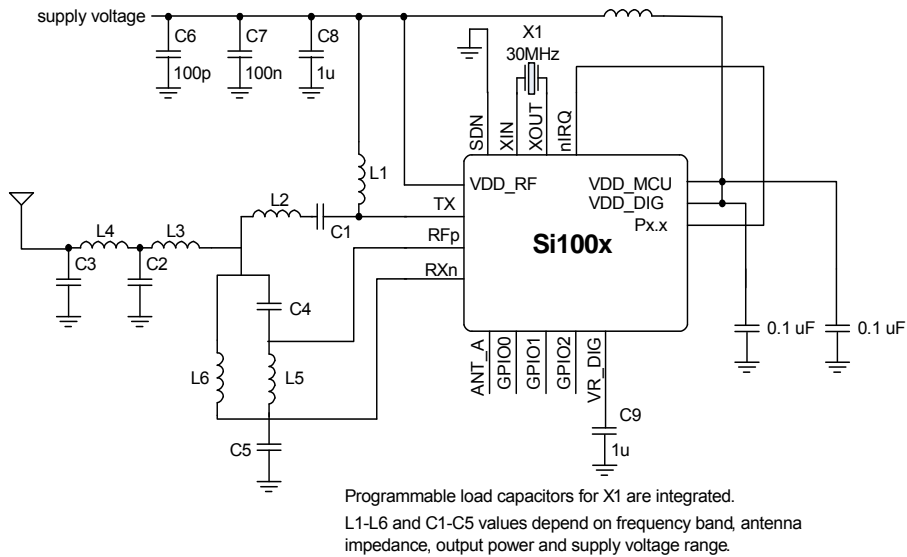 supply voltage
C6
100p
C7
100n
C8
1u
X1
30MHz
SDN
XIN
XOUT
nIRQ
L1
VDD_RF
VDD_MCU
VDD_DIG
Px.x
TX
RFp
RXn
Si100x
L2
C1
L4
L3
C3
C2
C4
L6
L5
C5
0.1 uF
0.1 uF
ANT_A
GPIO0
GPIO1
GPIO2
VR_DIG
C9
1u
Programmable load capacitors for X1 are integrated.
L1-L6 and C1-C5 values depend on frequency band, antenna
impedance, output power and supply voltage range.